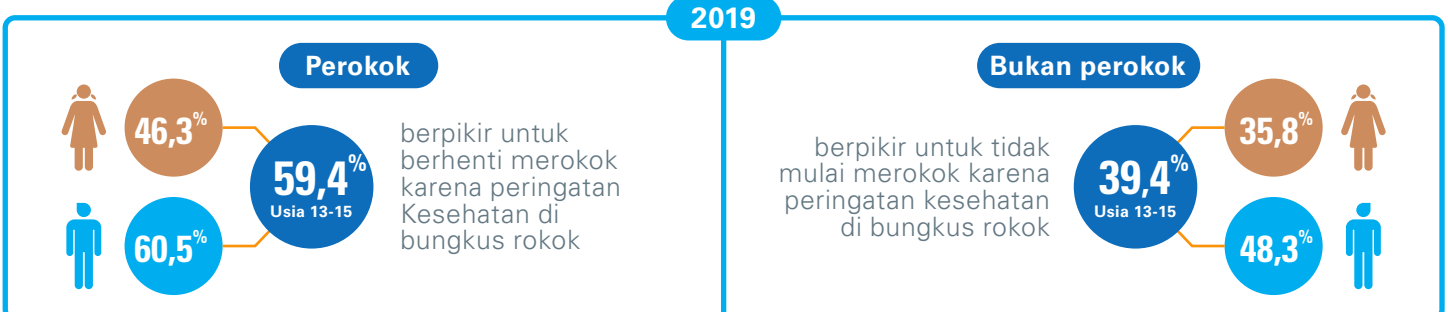 2019
Perokok
46,3%
60,5%
59,4%
Usia 13-15
berpikir untuk
berhenti merokok
karena peringatan
Kesehatan di
bungkus rokok
Bukan perokok
berpikir untuk tidak
mulai merokok karena
peringatan kesehatan
di bungkus rokok
39,4%
Usia 13-15
35,8%
48,3%